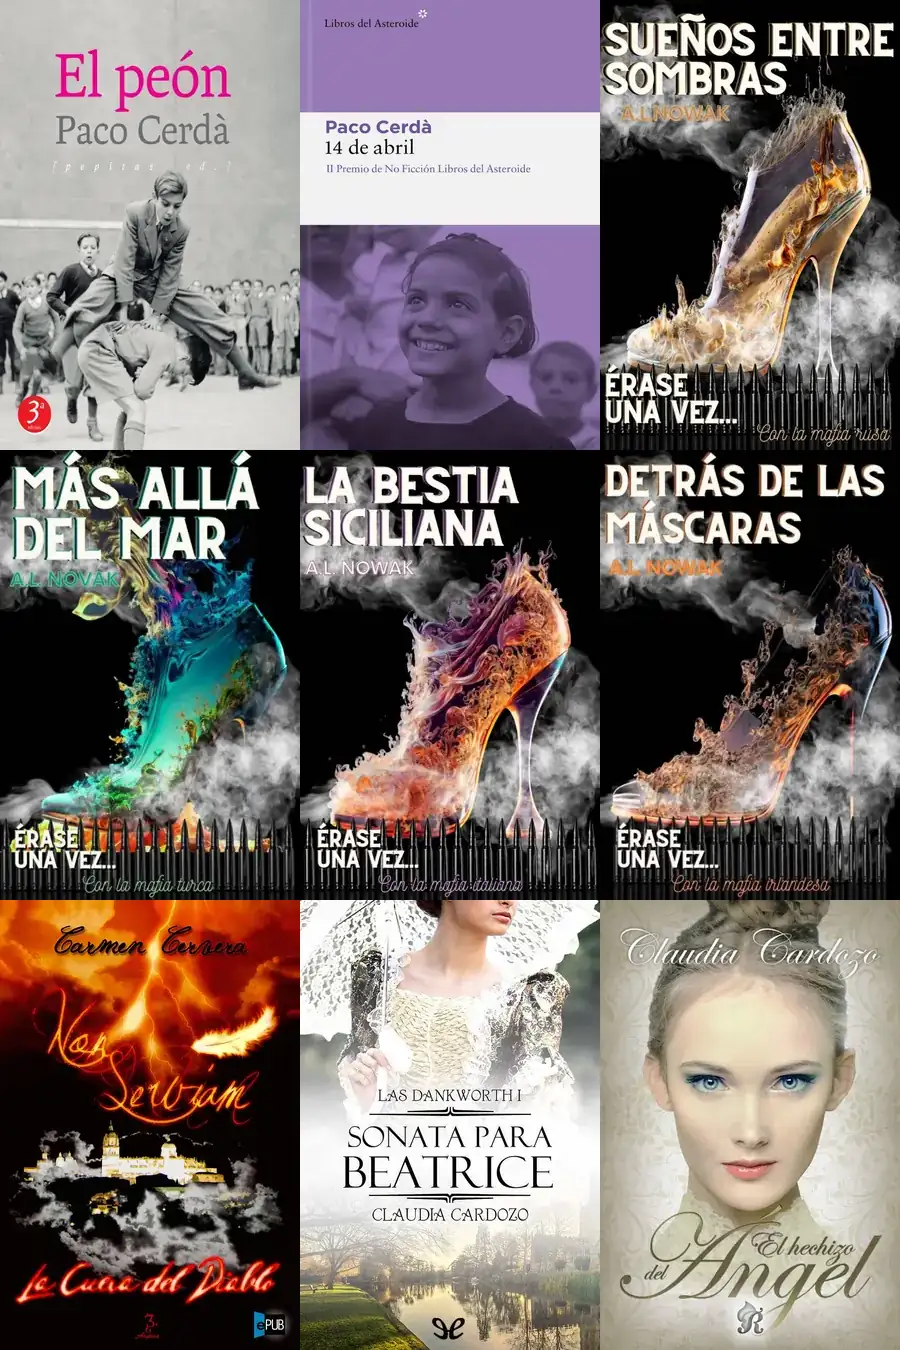 El peón
Paco Cerdà
[pepitas ed.]
3ª
Libros del Asteroide
Paco Cerdà
14 de abril
II Premio de No Ficción Libros del Asteroide
SUEÑOS ENTRE
SOMBRAS
A.L NOWAK
ÉRASE
UNA VEZ...
Con la mafia rusa
MÁS ALLÁ
DEL MAR
A.L. NOVAK
ÉRASE
UNA VEZ...
Con la mafia turca
LA BESTIA
SICILIANA
A.L. NOWAK
ÉRASE
UNA VEZ...
Con la mafia italiana
DETRÁS DE LAS
MÁSCARAS
A.L. NOWAK
ÉRASE
UNA VEZ...
Con la mafia irlandesa
Carmen Cervera
Non
Serviam
La Cueva del Diablo
ePUB
LAS DANKWORTH I
SONATA PARA
BEATRICE
CLAUDIA CARDOZO
Claudia Cardozo
El hechizo
del Angel
R